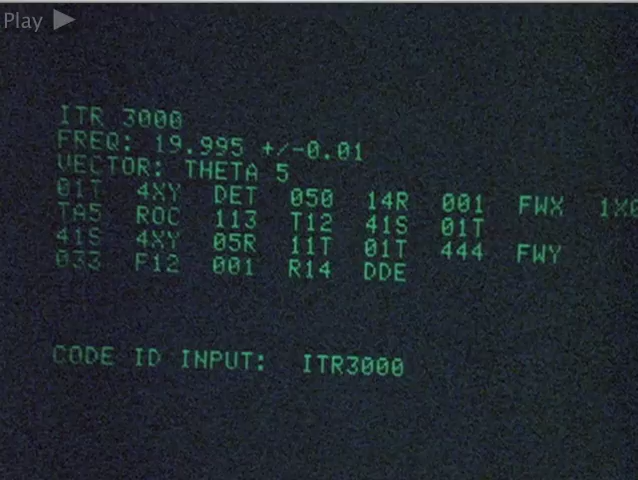 Play
ITR 3000
FREQ: 19.995 +/-0.01
VECTOR: THETA 5
01T 4XY DET 050 14R 001 FWX
TA5 ROC 113 T12 41S 01T
41S 4XY 05R 11T 01T 444 FWY
033 F12 001 R14 DDE
CODE ID INPUT: ITR3000